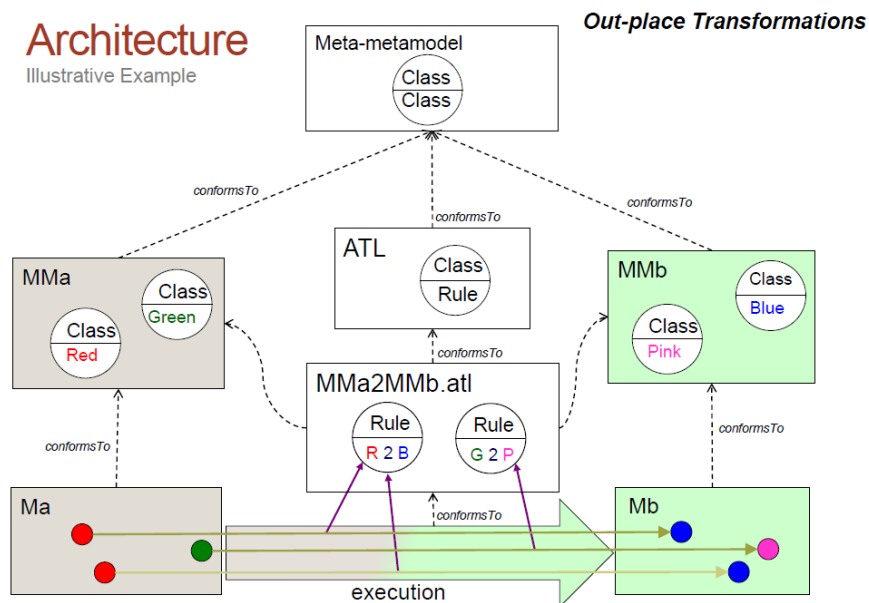 Out-place Transformations
Architecture
Illustrative Example
Meta-metamodel
Class
Class
conformsTo
conformsTo
conformsTo
MMa
Class
Green
Class
Red
ATL
Class
Rule
MMb
Class
Blue
Class
Pink
conformsTo
MMa2MMb.atl
Rule
R 2 B
Rule
G 2 P
conformsTo
conformsTo
Ma
conformsTo
Mb
execution